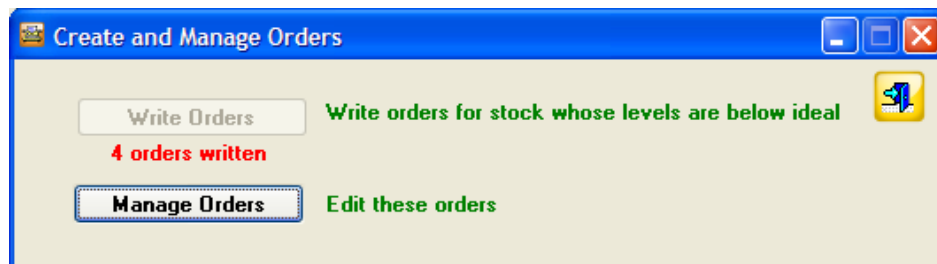 Create and Manage Orders
Write Orders Write orders for stock whose levels are below ideal
4 orders written
Manage Orders Edit these orders